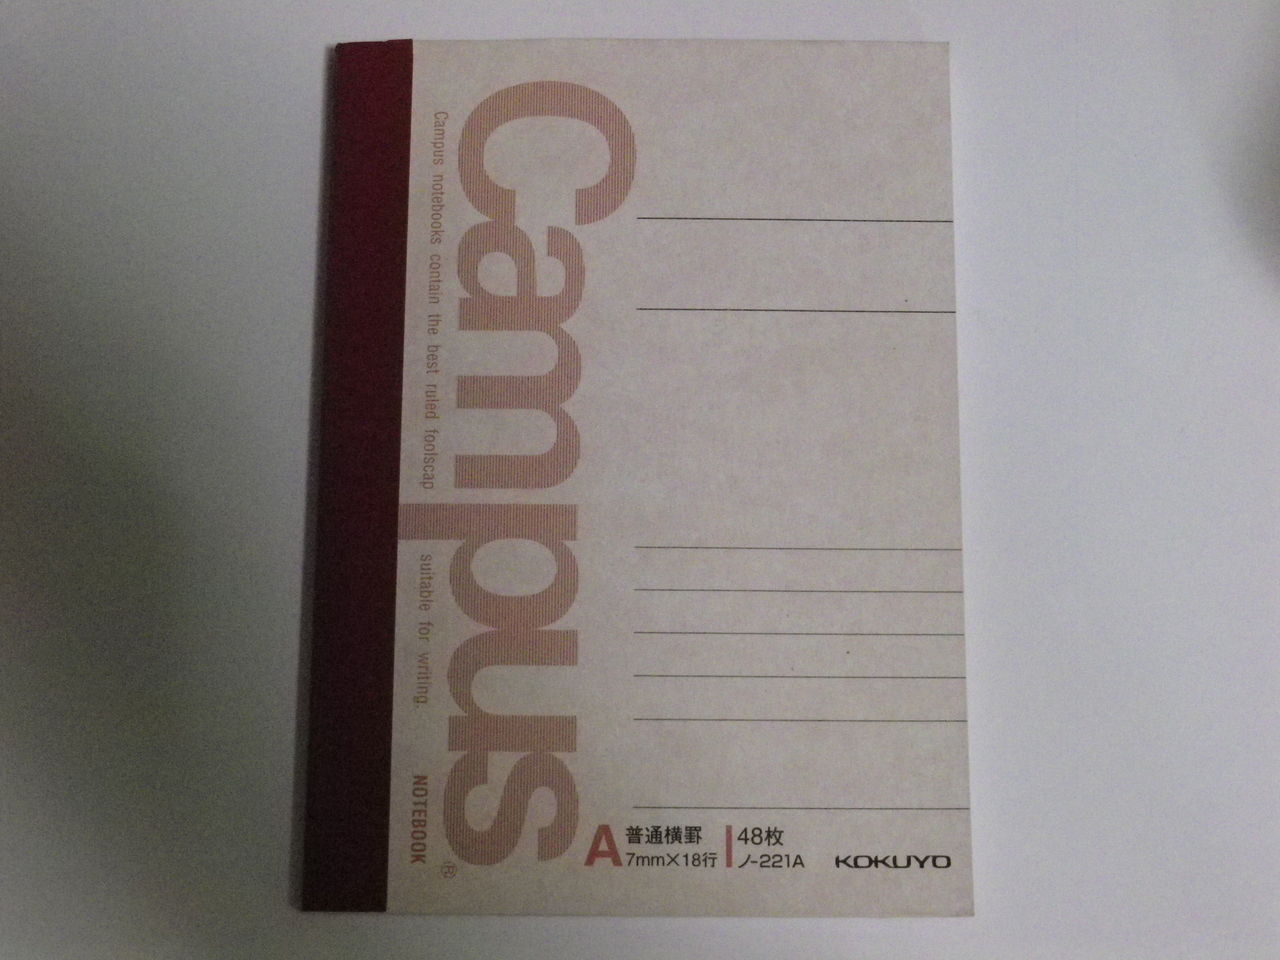 Campus
Campus notebooks contain the best ruled foolscap suitable for writing.
NOTEBOOK
®
A 普通横罫 48枚
7mm×18行 ノ-221A
KOKUYO